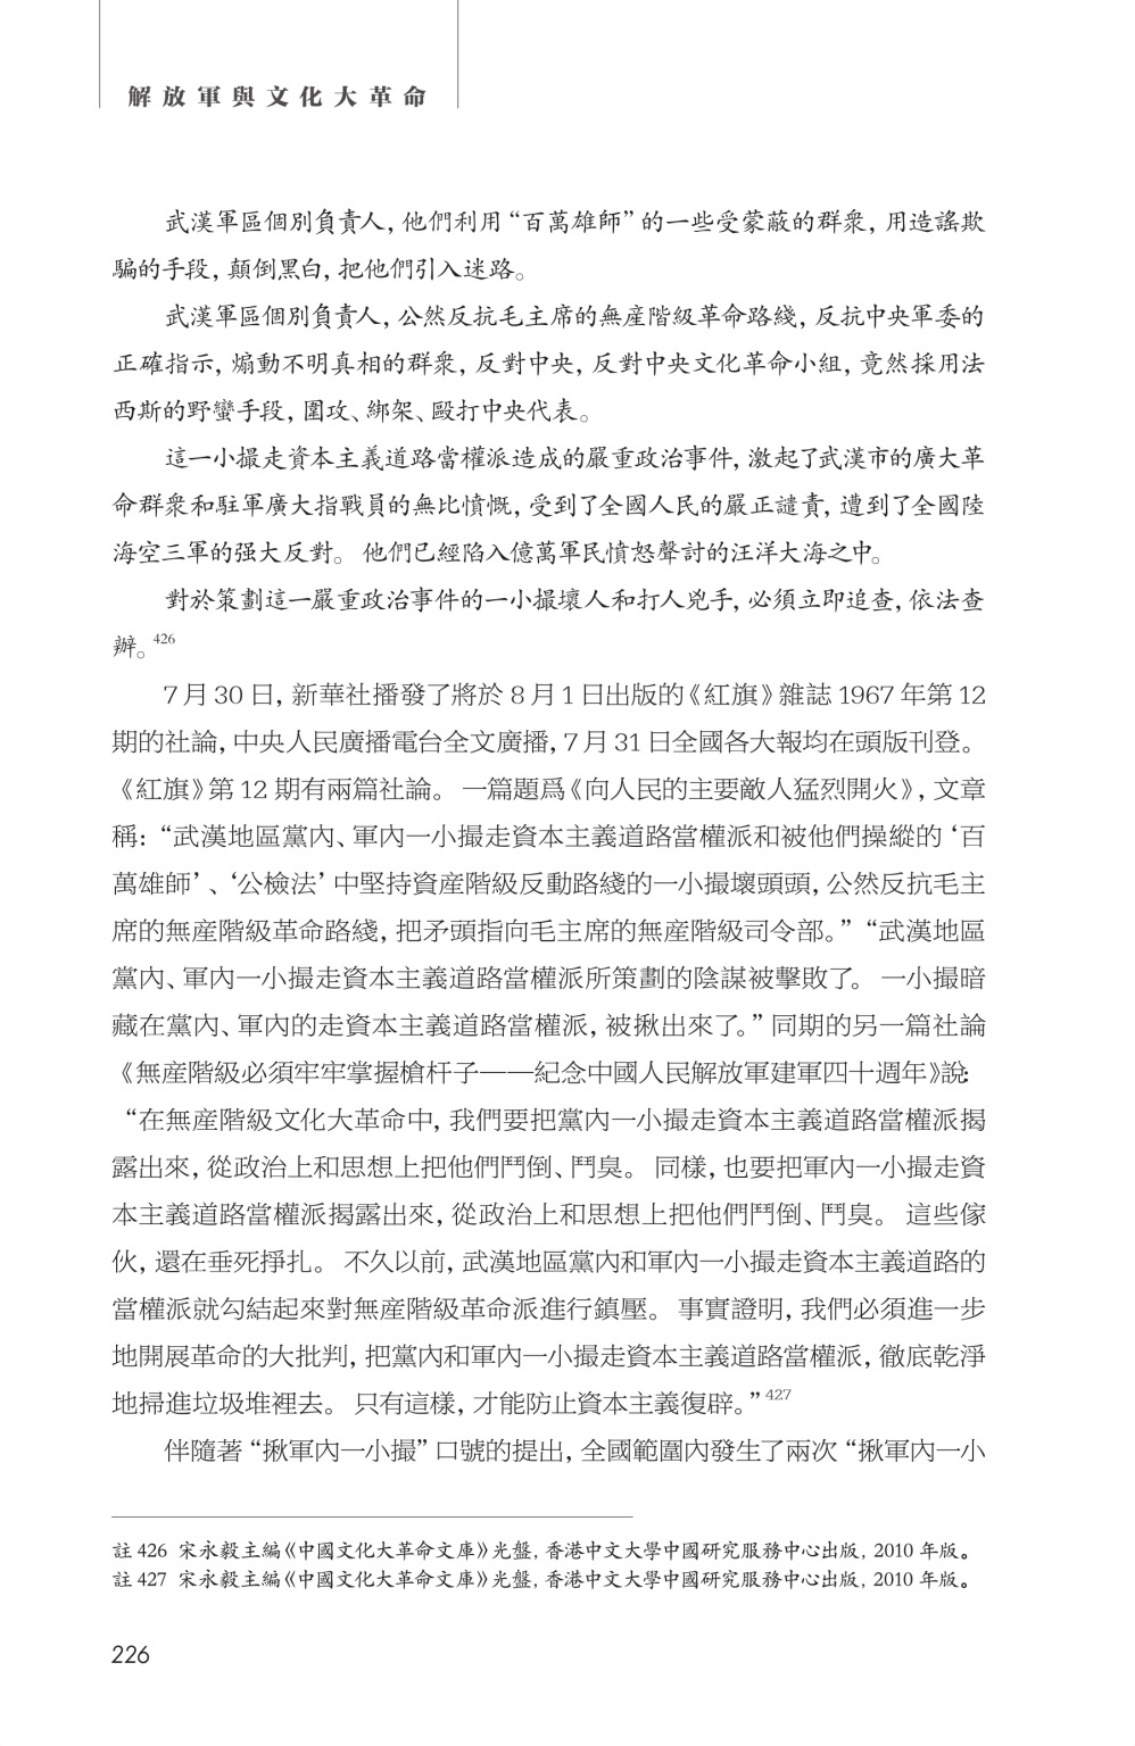 解放軍與文化大革命
武漢軍區個別負責人，他們利用“百萬雄師”的一些受蒙蔽的群衆，用造謠欺
騙的手段，顛倒黑白，把他們引入迷路。
武漢軍區個別負責人，公然反抗毛主席的無産階級革命路綫，反抗中央軍委的
正確指示，煽動不明真相的群衆，反對中央，反對中央文化革命小組，竟然採用法
西斯的野蠻手段，圍攻、綁架、毆打中央代表。
這一小撮走資本主義道路當權派造成的嚴重政治事件，激起了武漢市的廣大革
命群衆和駐軍廣大指戰員的無比憤慨，受到了全國人民的嚴正譴責，遭到了全國陸
海空三軍的强大反對。他們已經陷入億萬軍民憤怒聲討的汪洋大海之中。
對於策劃這一嚴重政治事件的一小撮壞人和打人兇手，必須立即追查，依法查
辦。426
7月30日，新華社播發了將於8月1日出版的《紅旗》雜誌1967年第12
期的社論，中央人民廣播電台全文廣播，7月31日全國各大報均在頭版刊登。
《紅旗》第12期有兩篇社論。一篇題爲《向人民的主要敵人猛烈開火》，文章
稱：“武漢地區黨內、軍內一小撮走資本主義道路當權派和被他們操縱的‘百
萬雄師’、‘公檢法’中堅持資産階級反動路綫的一小撮壞頭頭，公然反抗毛主
席的無産階級革命路綫，把矛頭指向毛主席的無産階級司令部。”“武漢地區
黨內、軍內一小撮走資本主義道路當權派所策劃的陰謀被擊敗了。一小撮暗
藏在黨內、軍內的走資本主義道路當權派，被揪出來了。”同期的另一篇社論
《無産階級必須牢牢掌握槍杆子——紀念中國人民解放軍建軍四十週年》說：
“在無産階級文化大革命中，我們要把黨內一小撮走資本主義道路當權派揭
露出來，從政治上和思想上把他們鬥倒、鬥臭。同樣，也要把軍內一小撮走資
本主義道路當權派揭露出來，從政治上和思想上把他們鬥倒、鬥臭。這些傢
伙，還在垂死掙扎。不久以前，武漢地區黨內和軍內一小撮走資本主義道路的
當權派就勾結起來對無産階級革命派進行鎮壓。事實證明，我們必須進一步
地開展革命的大批判，把黨內和軍內一小撮走資本主義道路當權派，徹底乾淨
地掃進垃圾堆裡去。只有這樣，才能防止資本主義復辟。”427
伴隨著“揪軍內一小撮”口號的提出，全國範圍內發生了兩次“揪軍內一小
註426 宋永毅主編《中國文化大革命文庫》光盤，香港中文大學中國研究服務中心出版，2010年版。
註427 宋永毅主編《中國文化大革命文庫》光盤，香港中文大學中國研究服務中心出版，2010年版。
226